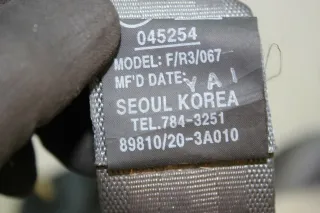 045254
MODEL: F/R3/067
MF'D DATE: YAI
SEOUL KOREA
TEL.784-3251
89810/20-3A010